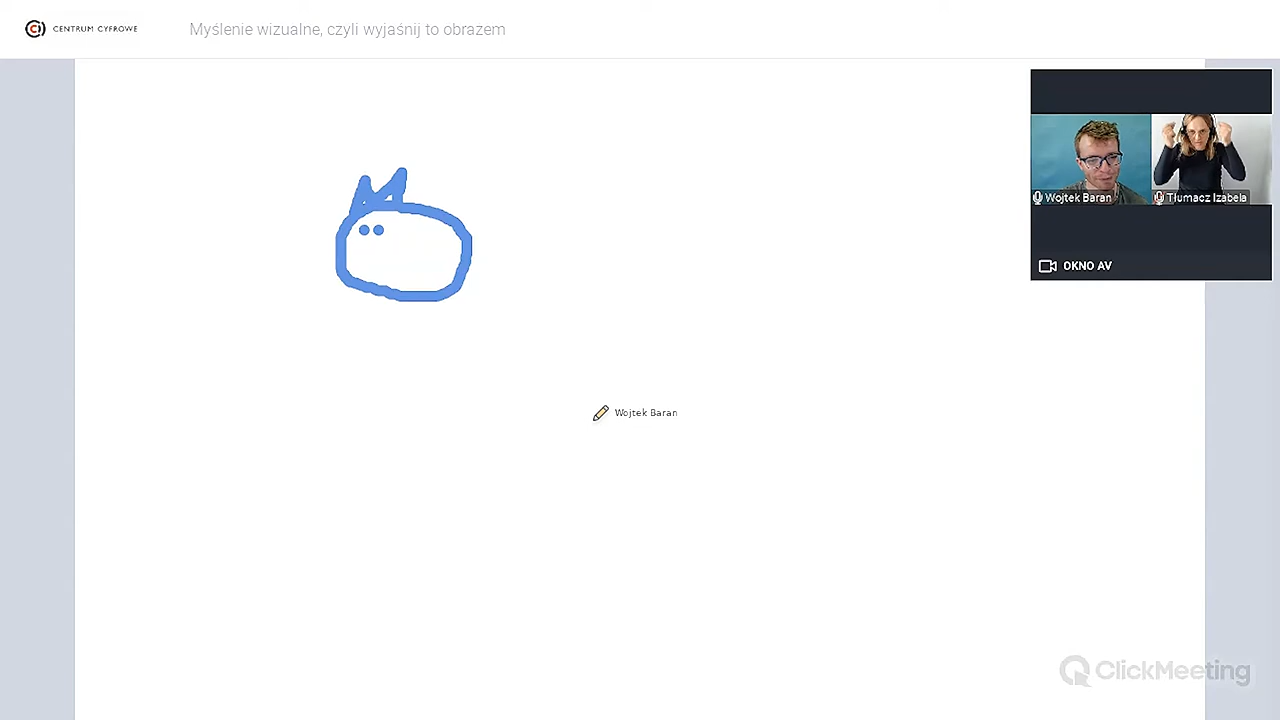 CENTRUM CYFROWE
Myślenie wizualne, czyli wyjaśnij to obrazem
Wojtek Baran
Tłumacz Izabela
OKNO AV
Wojtek Baran
ClickMeeting